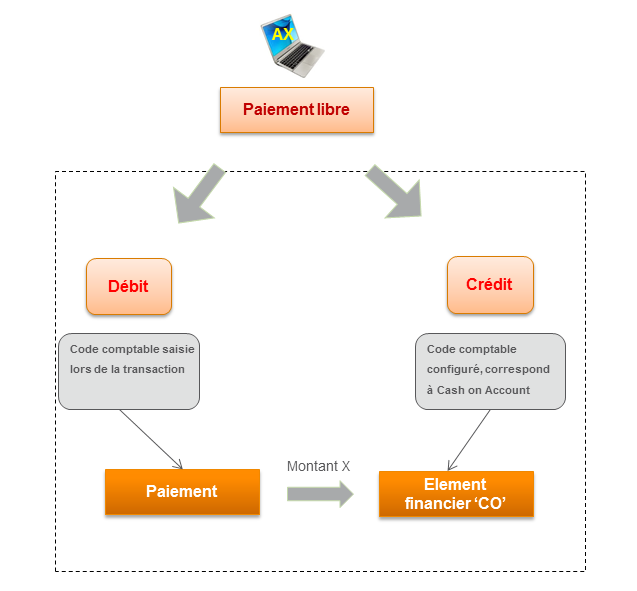 AX
Paiement libre
Débit
Crédit
Code comptable saisie
lors de la transaction
Code comptable
configuré, correspond
à Cash on Account
Montant X
Paiement
Element
financier ‘CO’